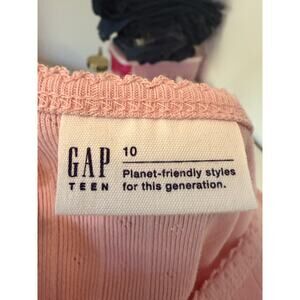 GAP
TEEN
10
Planet-friendly styles
for this generation.